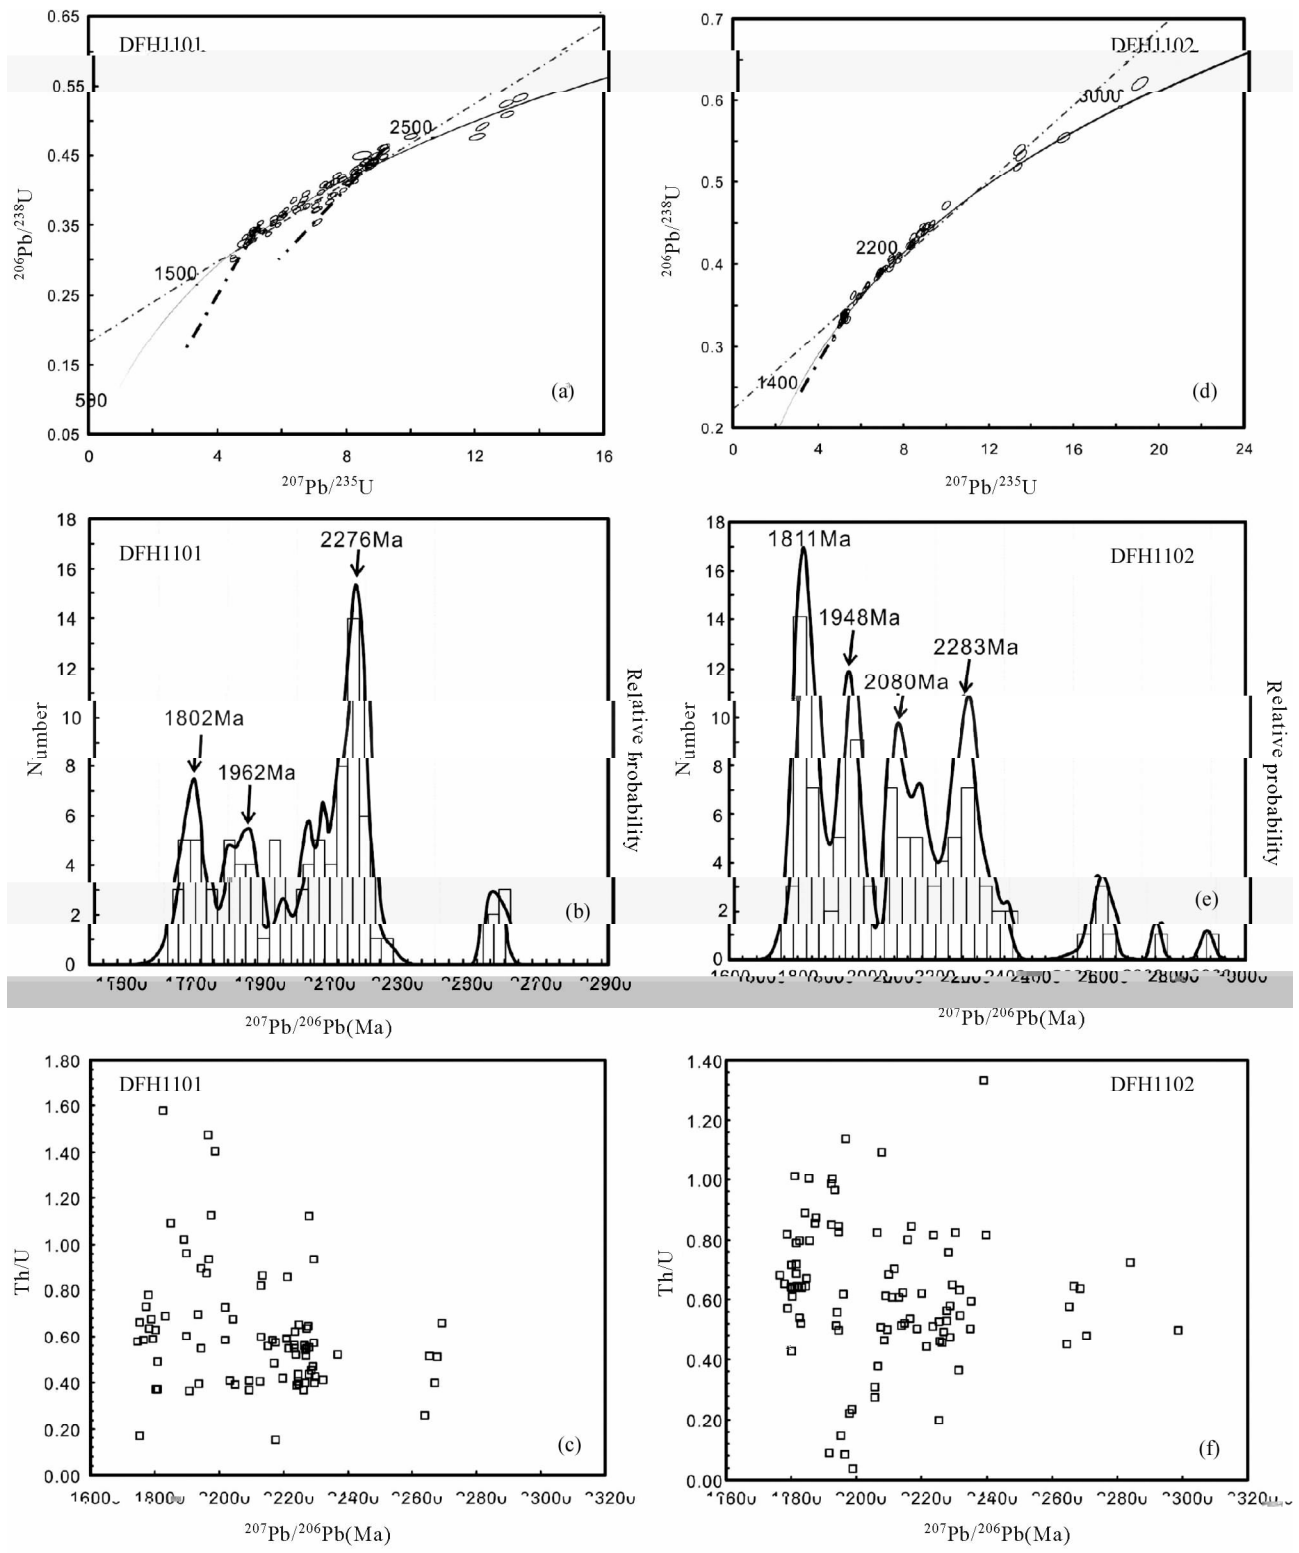 0.65
DFH1101
0.55
2500
0.45
0.35
1500
0.25
0.15
500
(a)
0.05
0 4 8 12 16
206Pb/238U
207Pb/235U
0.7
DFH1102
0.6
0.5
2200
0.4
0.3
1400
(d)
0.2
0 4 8 12 16 20 24
206Pb/238U
207Pb/235U
18
2276Ma
DFH1101
16
14
12
10
1802Ma
1962Ma
8
6
4
2
(b)
0
Number
Relative probability
207Pb/206Pb(Ma)
18
1811Ma
DFH1102
16
14
1948Ma
2283Ma
12
2080Ma
10
8
6
4
2
(e)
0
Number
Relative probability
207Pb/206Pb(Ma)
1.80
DFH1101
1.60
1.40
1.20
1.00
0.80
0.60
0.40
0.20
(c)
0.00
Th/U
207Pb/206Pb(Ma)
1.40
DFH1102
1.20
1.00
0.80
0.60
0.40
0.20
(f)
0.00
Th/U
207Pb/206Pb(Ma)